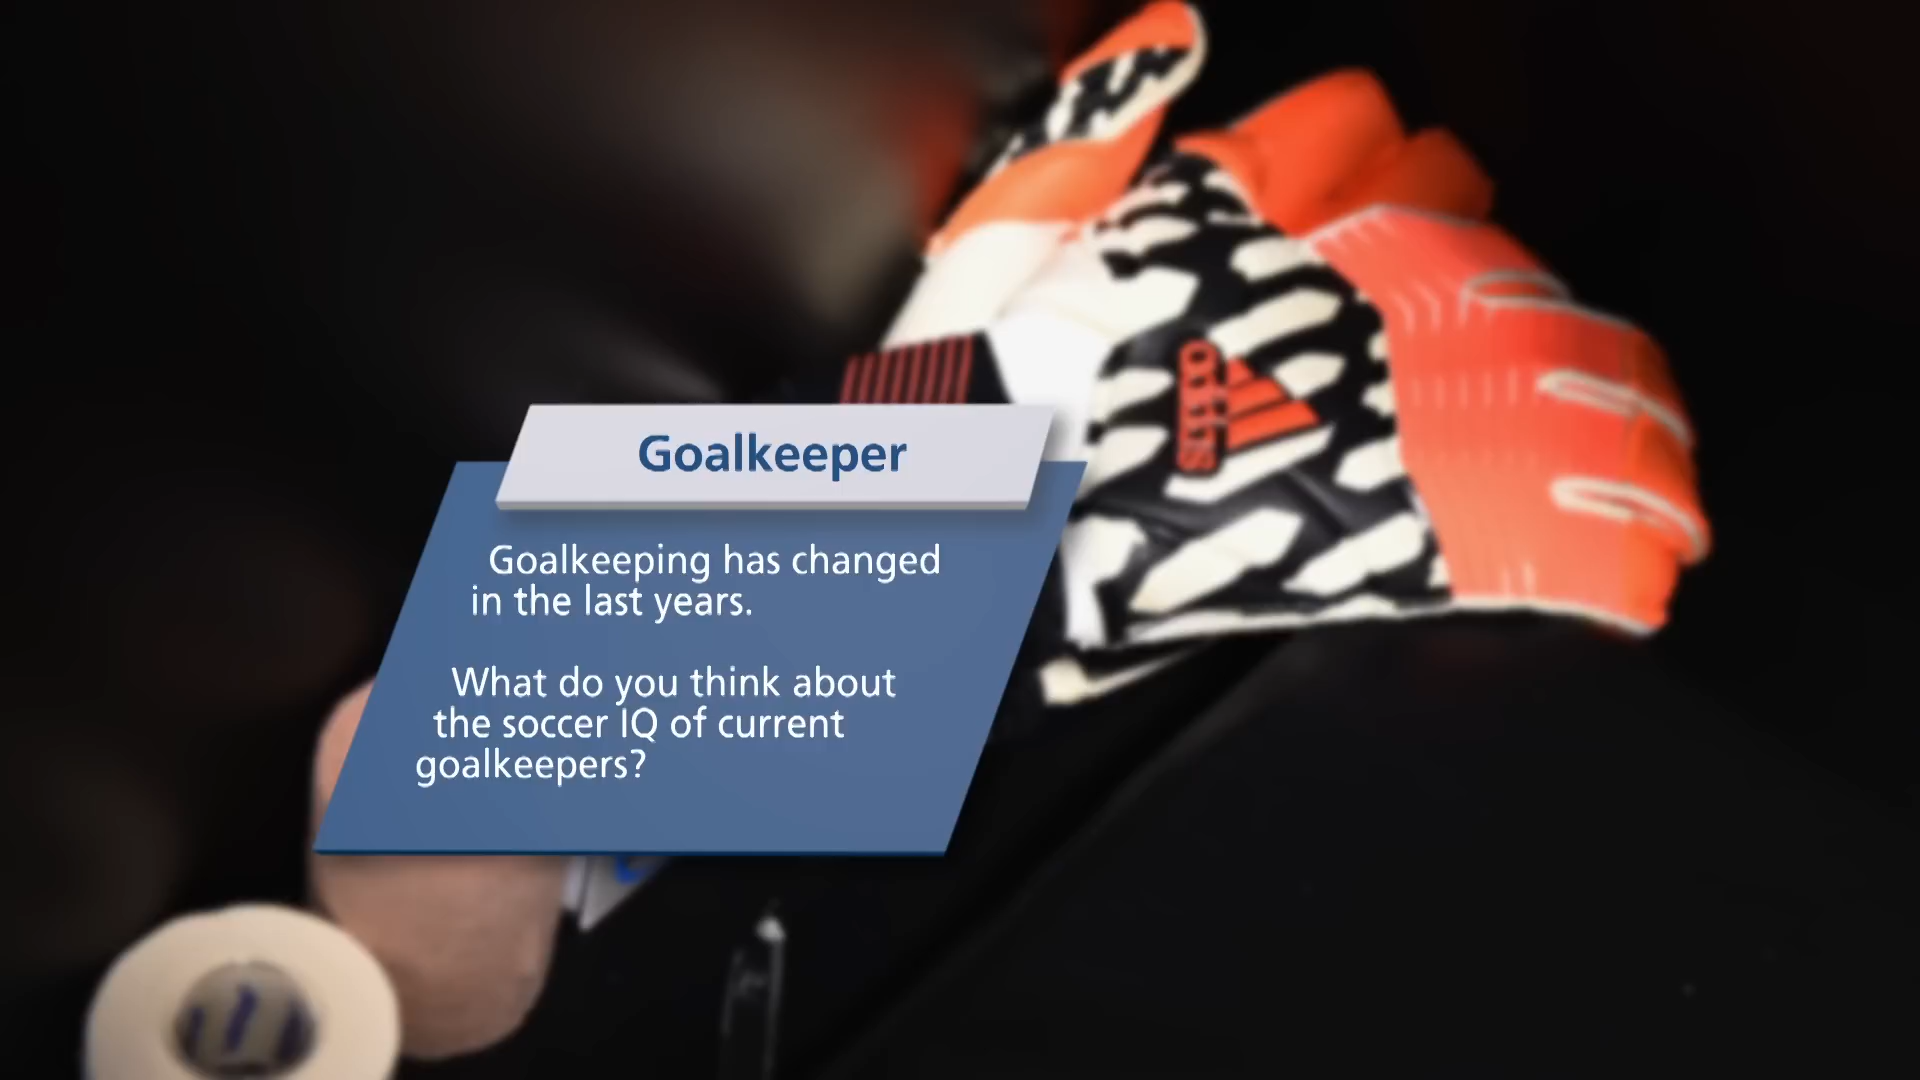 Goalkeeper
Goalkeeping has changed
in the last years.
What do you think about
the soccer IQ of current
goalkeepers?
adidas